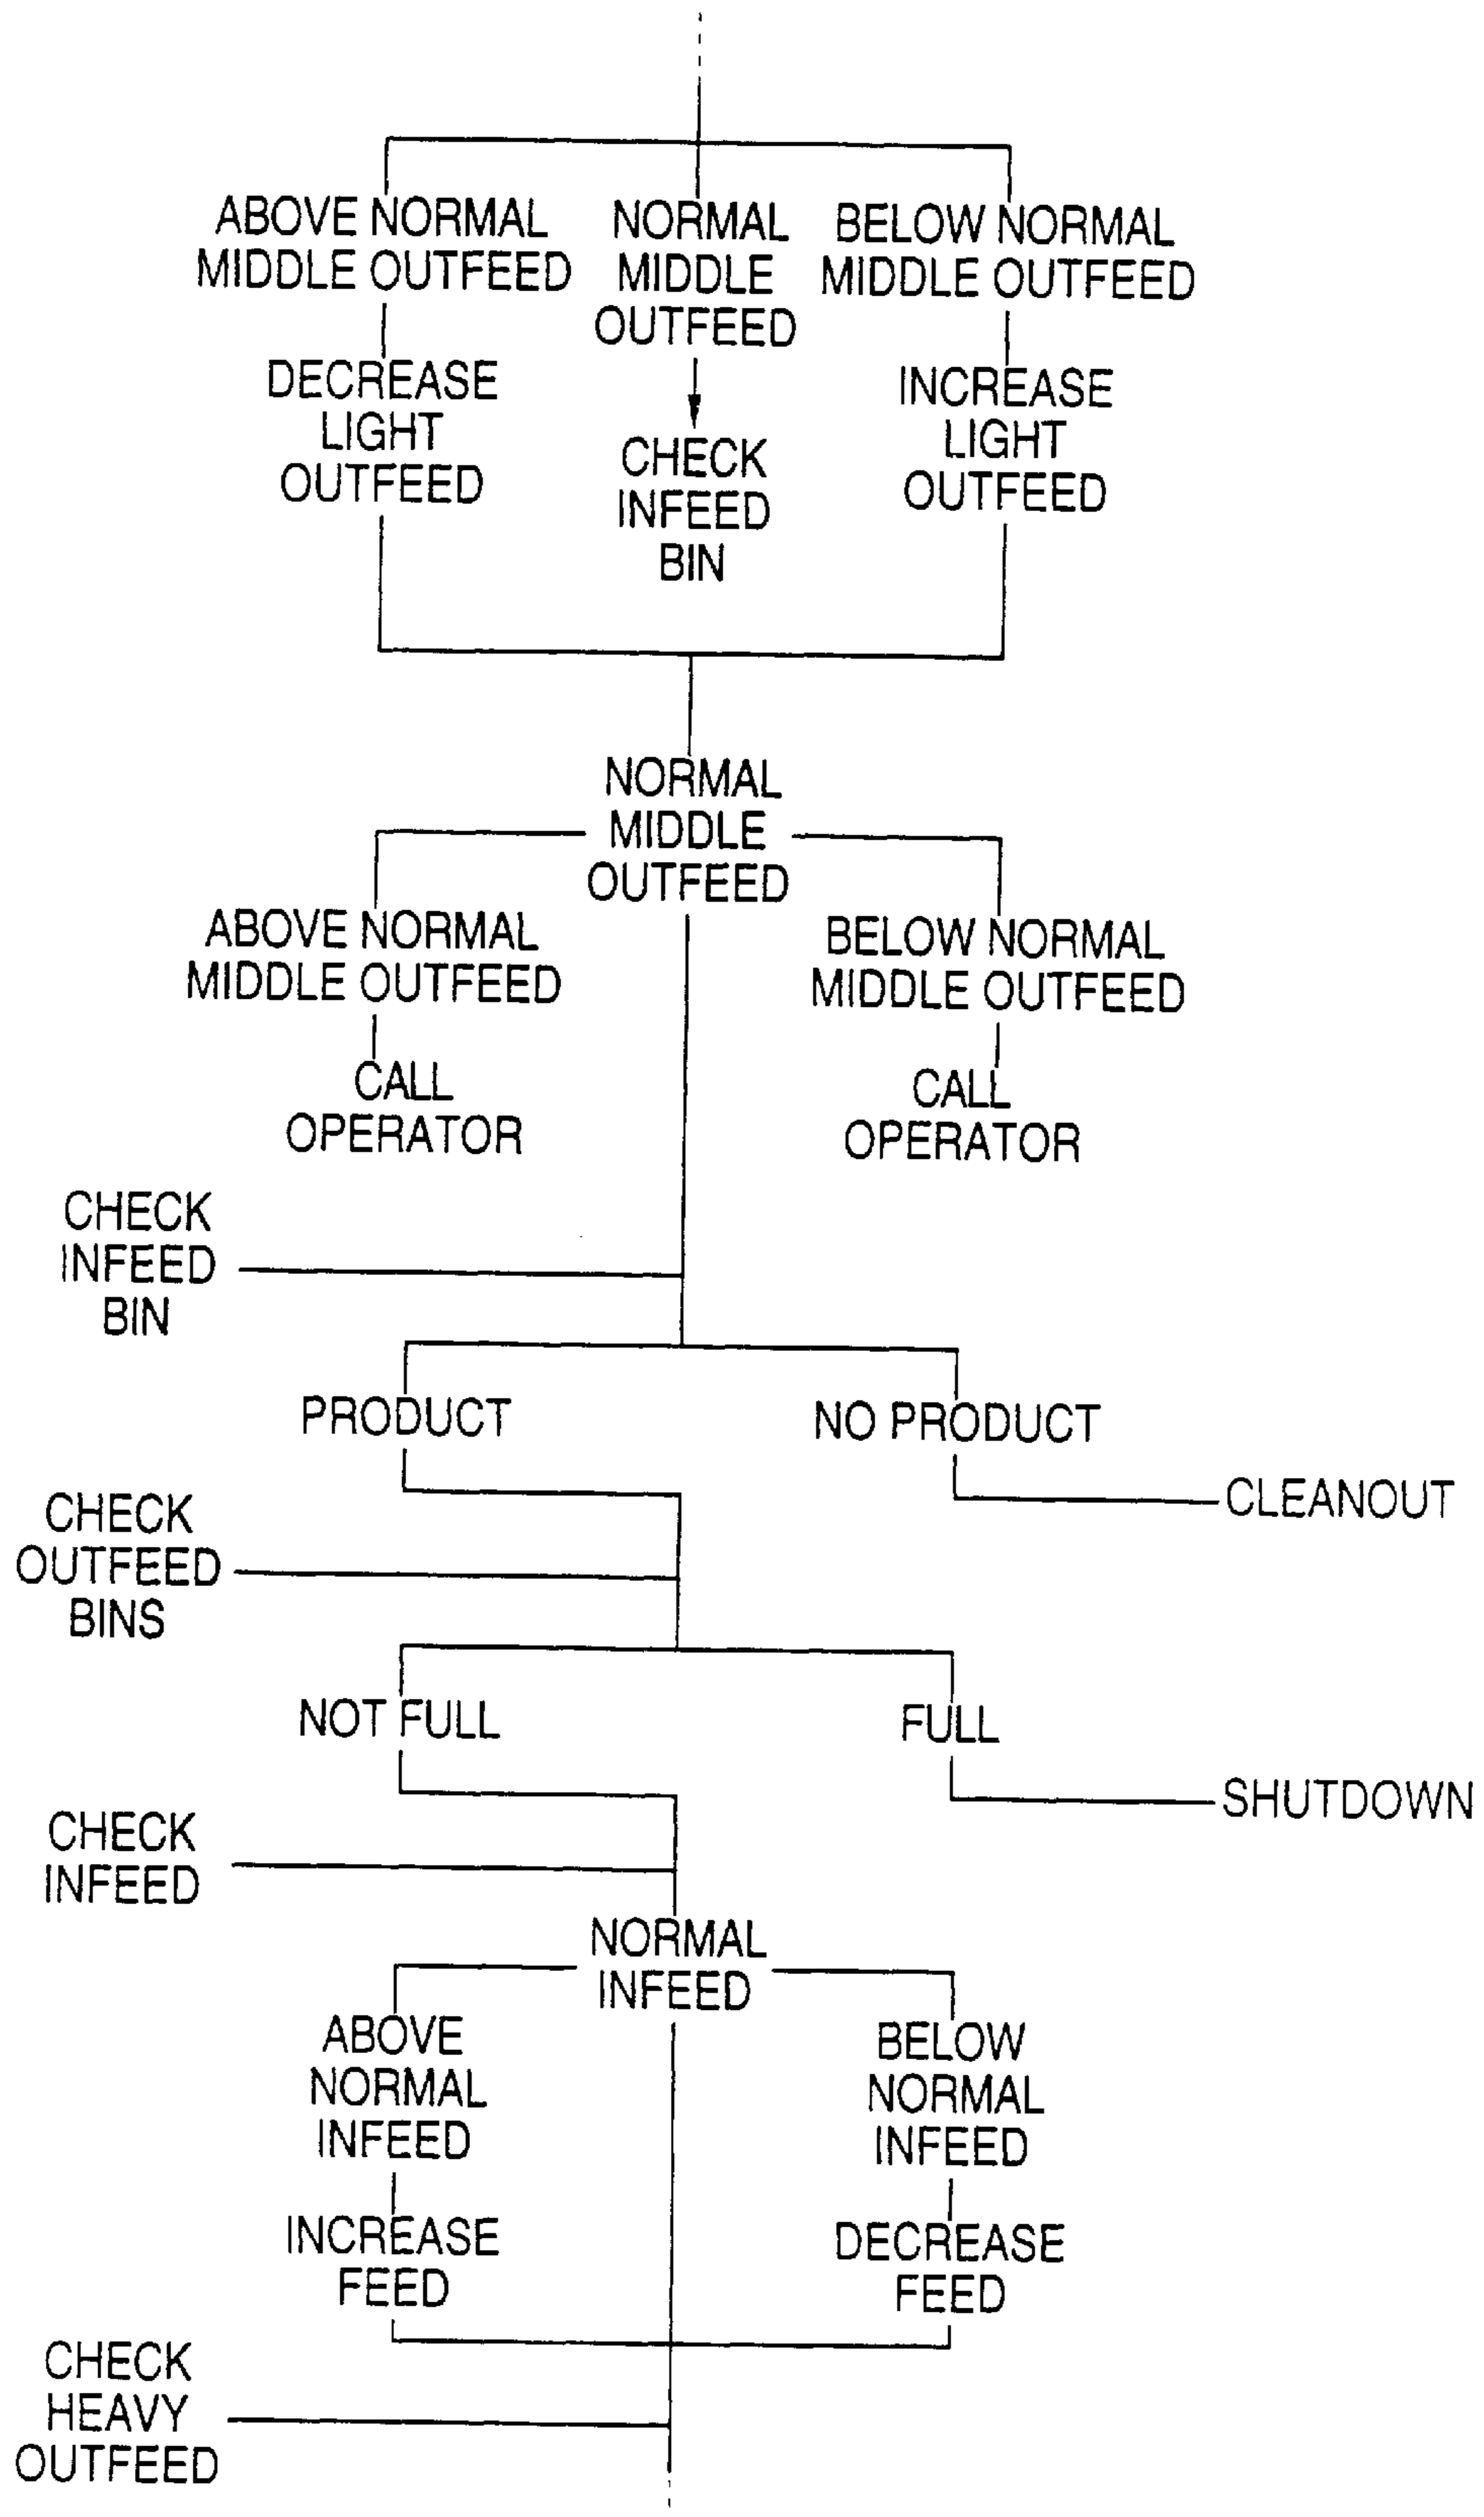 ABOVE NORMAL
MIDDLE OUTFEED
NORMAL
MIDDLE
OUTFEED
BELOW NORMAL
MIDDLE OUTFEED
DECREASE
LIGHT
OUTFEED
CHECK
INFEED
BIN
INCREASE
LIGHT
OUTFEED
NORMAL
MIDDLE
OUTFEED
ABOVE NORMAL
MIDDLE OUTFEED
BELOW NORMAL
MIDDLE OUTFEED
CALL
OPERATOR
CALL
OPERATOR
CHECK
INFEED
BIN
PRODUCT
NO PRODUCT
CLEANOUT
CHECK
OUTFEED
BINS
NOT FULL
FULL
SHUTDOWN
CHECK
INFEED
NORMAL
INFEED
ABOVE
NORMAL
INFEED
BELOW
NORMAL
INFEED
INCREASE
FEED
DECREASE
FEED
CHECK
HEAVY
OUTFEED